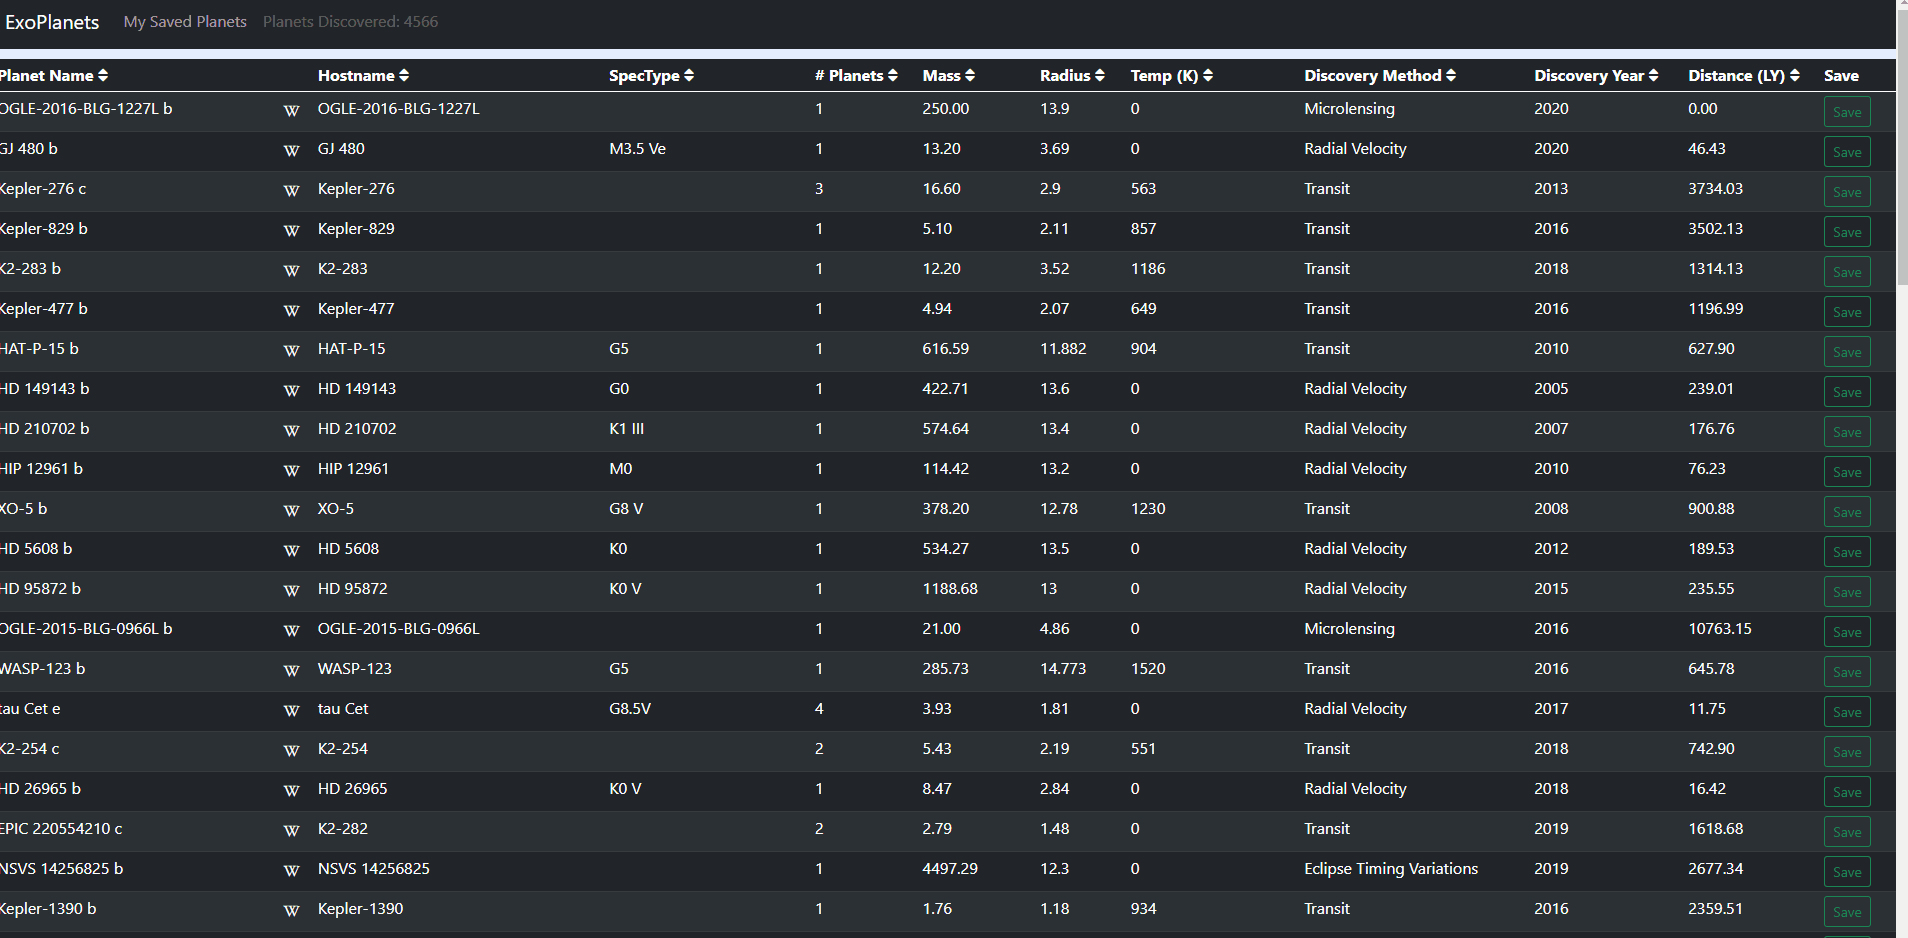 ExoPlanets My Saved Planets Planets Discovered: 4566
Planet Name Hostname SpecType # Planets Mass Radius Temp (K) Discovery Method Discovery Year Distance (LY) Save
OGLE-2016-BLG-1227L b W OGLE-2016-BLG-1227L 1 250.00 13.9 0 Microlensing 2020 0.00 Save
GJ 480 b W GJ 480 M3.5 Ve 1 13.20 3.69 0 Radial Velocity 2020 46.43 Save
Kepler-276 c W Kepler-276 3 16.60 2.9 563 Transit 2013 3734.03 Save
Kepler-829 b W Kepler-829 1 5.10 2.11 857 Transit 2016 3502.13 Save
K2-283 b W K2-283 1 12.20 3.52 1186 Transit 2018 1314.13 Save
Kepler-477 b W Kepler-477 1 4.94 2.07 649 Transit 2016 1196.99 Save
HAT-P-15 b W HAT-P-15 G5 1 616.59 11.882 904 Transit 2010 627.90 Save
HD 149143 b W HD 149143 G0 1 422.71 13.6 0 Radial Velocity 2005 239.01 Save
HD 210702 b W HD 210702 K1 III 1 574.64 13.4 0 Radial Velocity 2007 176.76 Save
HIP 12961 b W HIP 12961 M0 1 114.42 13.2 0 Radial Velocity 2010 76.23 Save
XO-5 b W XO-5 G8 V 1 378.20 12.78 1230 Transit 2008 900.88 Save
HD 5608 b W HD 5608 K0 1 534.27 13.5 0 Radial Velocity 2012 189.53 Save
HD 95872 b W HD 95872 K0 V 1 1188.68 13 0 Radial Velocity 2015 235.55 Save
OGLE-2015-BLG-0966L b W OGLE-2015-BLG-0966L 1 21.00 4.86 0 Microlensing 2016 10763.15 Save
WASP-123 b W WASP-123 G5 1 285.73 14.773 1520 Transit 2016 645.78 Save
tau Cet e W tau Cet G8.5V 4 3.93 1.81 0 Radial Velocity 2017 11.75 Save
K2-254 c W K2-254 2 5.43 2.19 551 Transit 2018 742.90 Save
HD 26965 b W HD 26965 K0 V 1 8.47 2.84 0 Radial Velocity 2018 16.42 Save
EPIC 220554210 c W K2-282 2 2.79 1.48 0 Transit 2019 1618.68 Save
NSVS 14256825 b W NSVS 14256825 1 4497.29 12.3 0 Eclipse Timing Variations 2019 2677.34 Save
Kepler-1390 b W Kepler-1390 1 1.76 1.18 934 Transit 2016 2359.51 Save